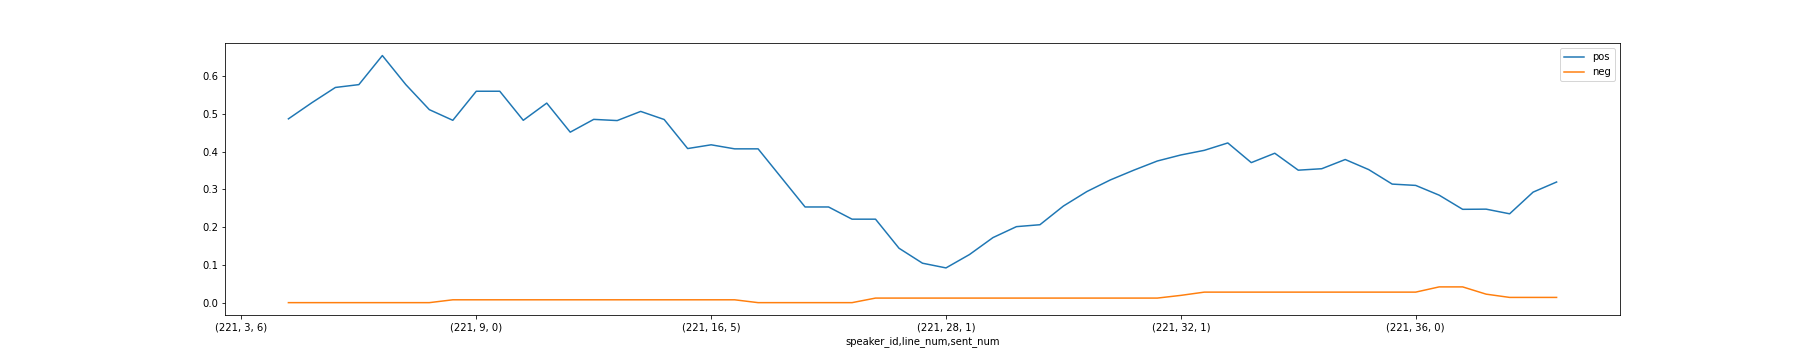 pos
neg
0.6
0.5
0.4
0.3
0.2
0.1
0.0
(221, 3, 6) (221, 9, 0) (221, 16, 5) (221, 28, 1) (221, 32, 1) (221, 36, 0)
speaker_id,line_num,sent_num